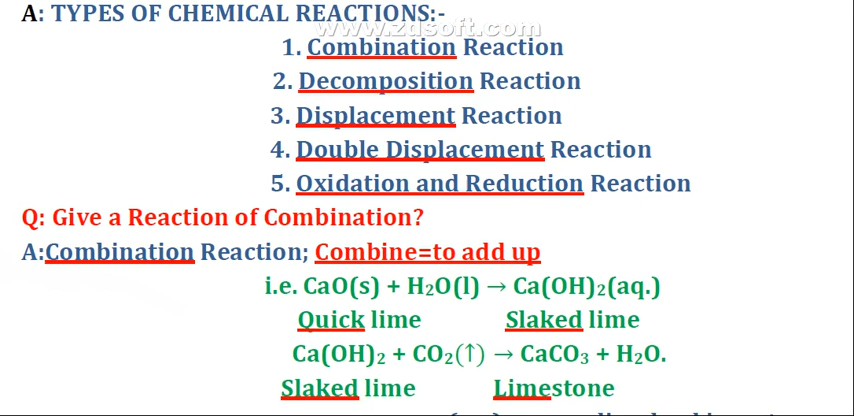 A: TYPES OF CHEMICAL REACTIONS:-
www.zdsoft.com
1. Combination Reaction
2. Decomposition Reaction
3. Displacement Reaction
4. Double Displacement Reaction
5. Oxidation and Reduction Reaction
Q: Give a Reaction of Combination?
A:Combination Reaction; Combine=to add up
i.e. CaO(s) + H₂O(l) → Ca(OH)₂(aq.)
Quick lime Slaked lime
Ca(OH)₂ + CO₂(↑) → CaCO₃ + H₂O.
Slaked lime Limestone